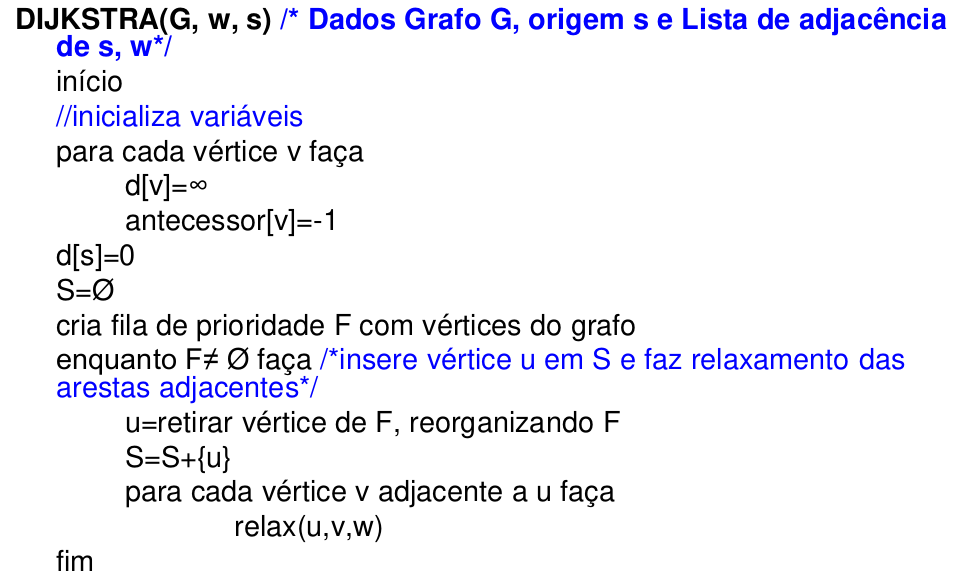 DIJKSTRA(G, w, s) /* Dados Grafo G, origem s e Lista de adjacência
de s, w*/
início
//inicializa variáveis
para cada vértice v faça
d[v]=∞
antecessor[v]=-1
d[s]=0
S=Ø
cria fila de prioridade F com vértices do grafo
enquanto F≠ Ø faça /*insere vértice u em S e faz relaxamento das
arestas adjacentes*/
u=retirar vértice de F, reorganizando F
S=S+{u}
para cada vértice v adjacente a u faça
relax(u,v,w)
fim